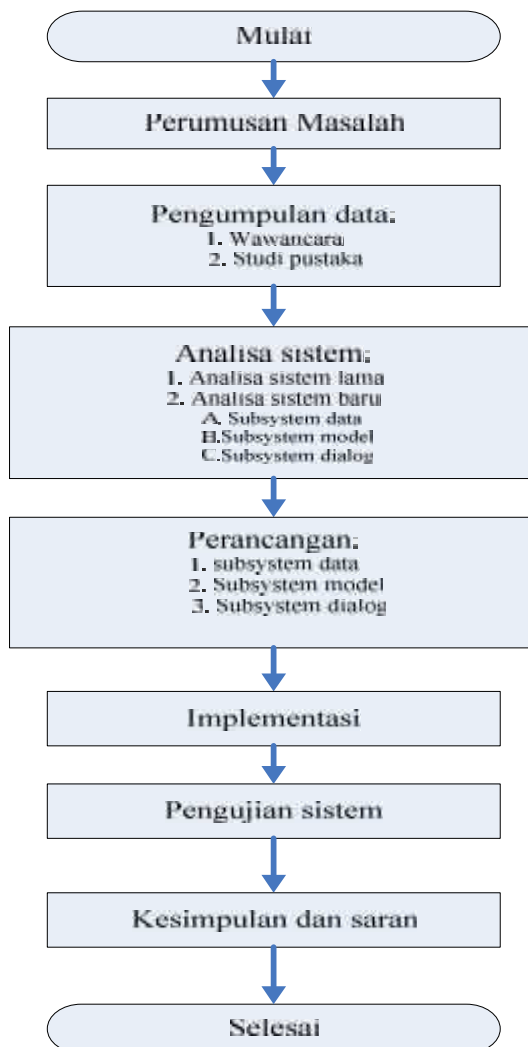 Mulai
Perumusan Masalah
Pengumpulan data:
1. Wawancara
2. Studi pustaka
Analisa sistem:
1. Analisa sistem lama
2. Analisa sistem baru
A. Subsystem data
B.Subsystem model
C.Subsystem dialog
Perancangan:
1. subsystem data
2. Subsystem model
3. Subsystem dialog
Implementasi
Pengujian sistem
Kesimpulan dan saran
Selesai